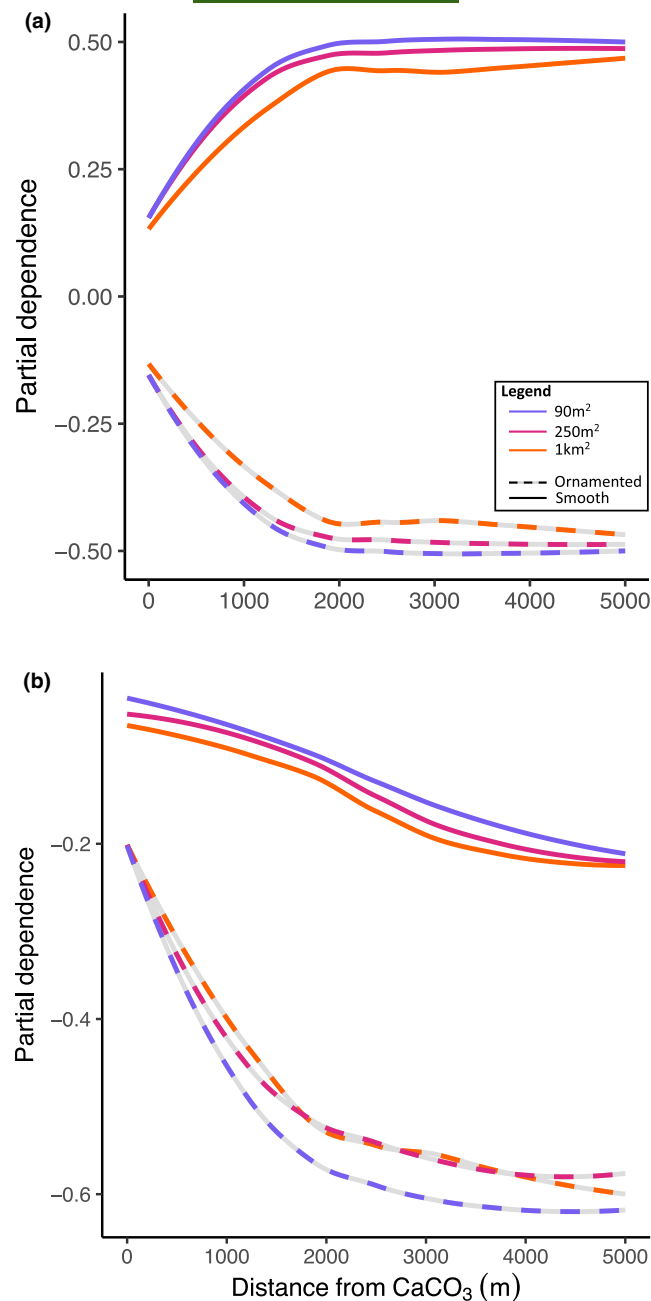 (a)
0.50
0.25
0.00
−0.25
−0.50
Partial dependence
Legend
90m²
250m²
1km²
Ornamented
Smooth
0 1000 2000 3000 4000 5000
(b)
−0.2
−0.4
−0.6
Partial dependence
0 1000 2000 3000 4000 5000
Distance from CaCO₃ (m)